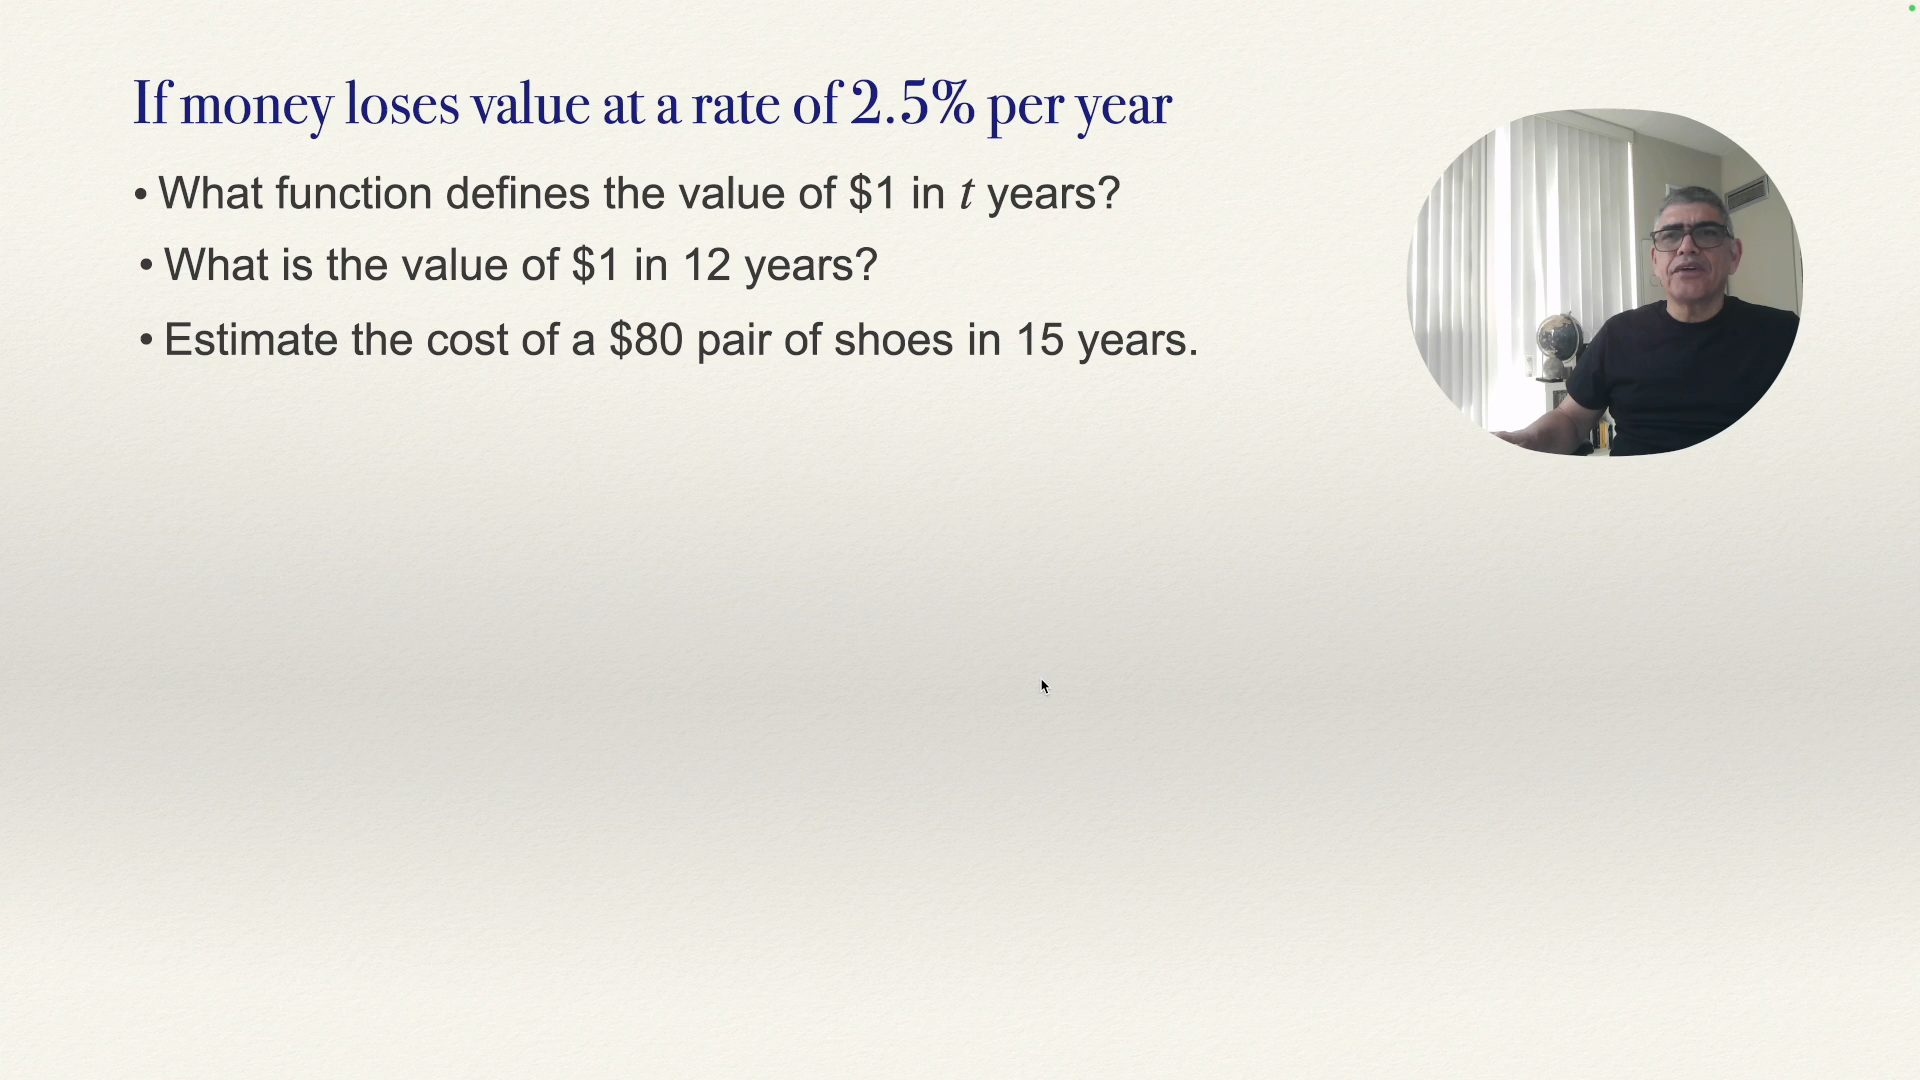 If money loses value at a rate of 2.5% per year
• What function defines the value of $1 in t years?
• What is the value of $1 in 12 years?
• Estimate the cost of a $80 pair of shoes in 15 years.